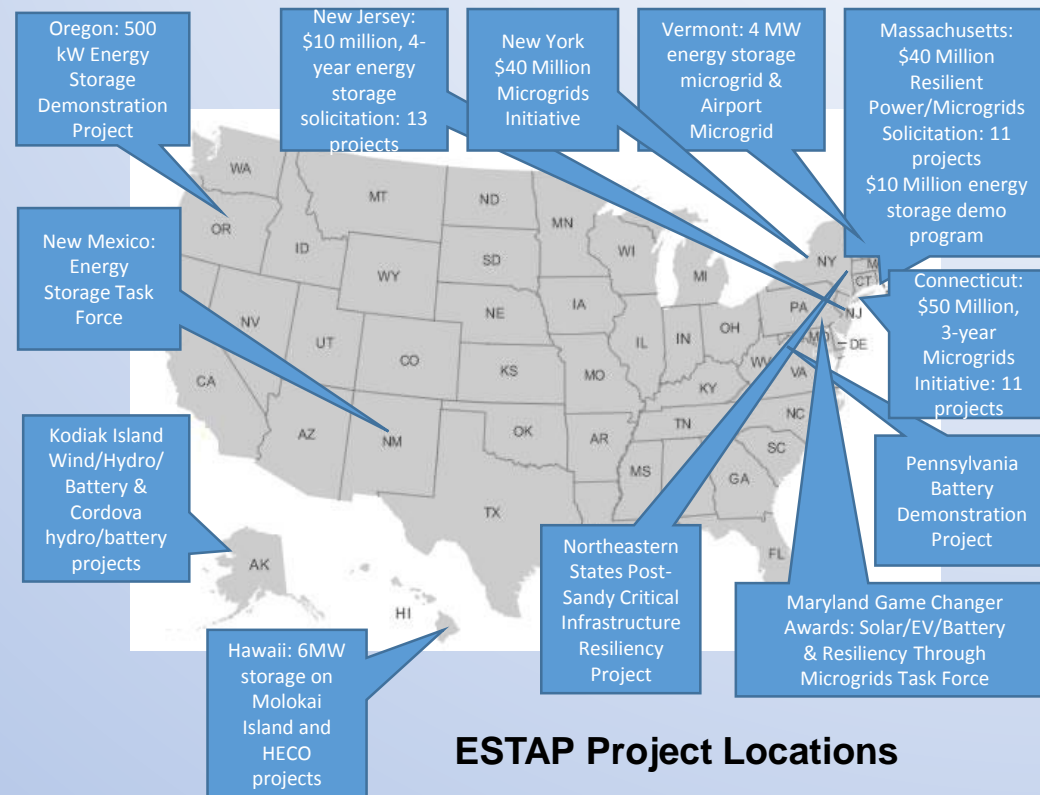 Oregon: 500
kW Energy
Storage
Demonstration
Project
New Jersey:
$10 million, 4-
year energy
storage
solicitation: 13
projects
New York
$40 Million
Microgrids
Initiative
Vermont: 4 MW
energy storage
microgrid &
Airport
Microgrid
Massachusetts:
$40 Million
Resilient
Power/Microgrids
Solicitation: 11
projects
$10 Million energy
storage demo
program
New Mexico:
Energy
Storage Task
Force
Connecticut:
$50 Million,
3-year
Microgrids
Initiative: 11
projects
Kodiak Island
Wind/Hydro/
Battery &
Cordova
hydro/battery
projects
Pennsylvania
Battery
Demonstration
Project
Northeastern
States Post-
Sandy Critical
Infrastructure
Resiliency
Project
Maryland Game Changer
Awards: Solar/EV/Battery
& Resiliency Through
Microgrids Task Force
Hawaii: 6MW
storage on
Molokai
Island and
HECO
projects
WA
OR
MT
ID
WY
ND
SD
NE
MN
WI
MI
IA
NV
UT
CO
KS
MO
IL
IN
OH
KY
WV
VA
PA
NY
CT
NJ
DE
MD
CA
AZ
NM
OK
AR
TN
NC
SC
MS
GA
TX
FL
AK
HI
ESTAP Project Locations